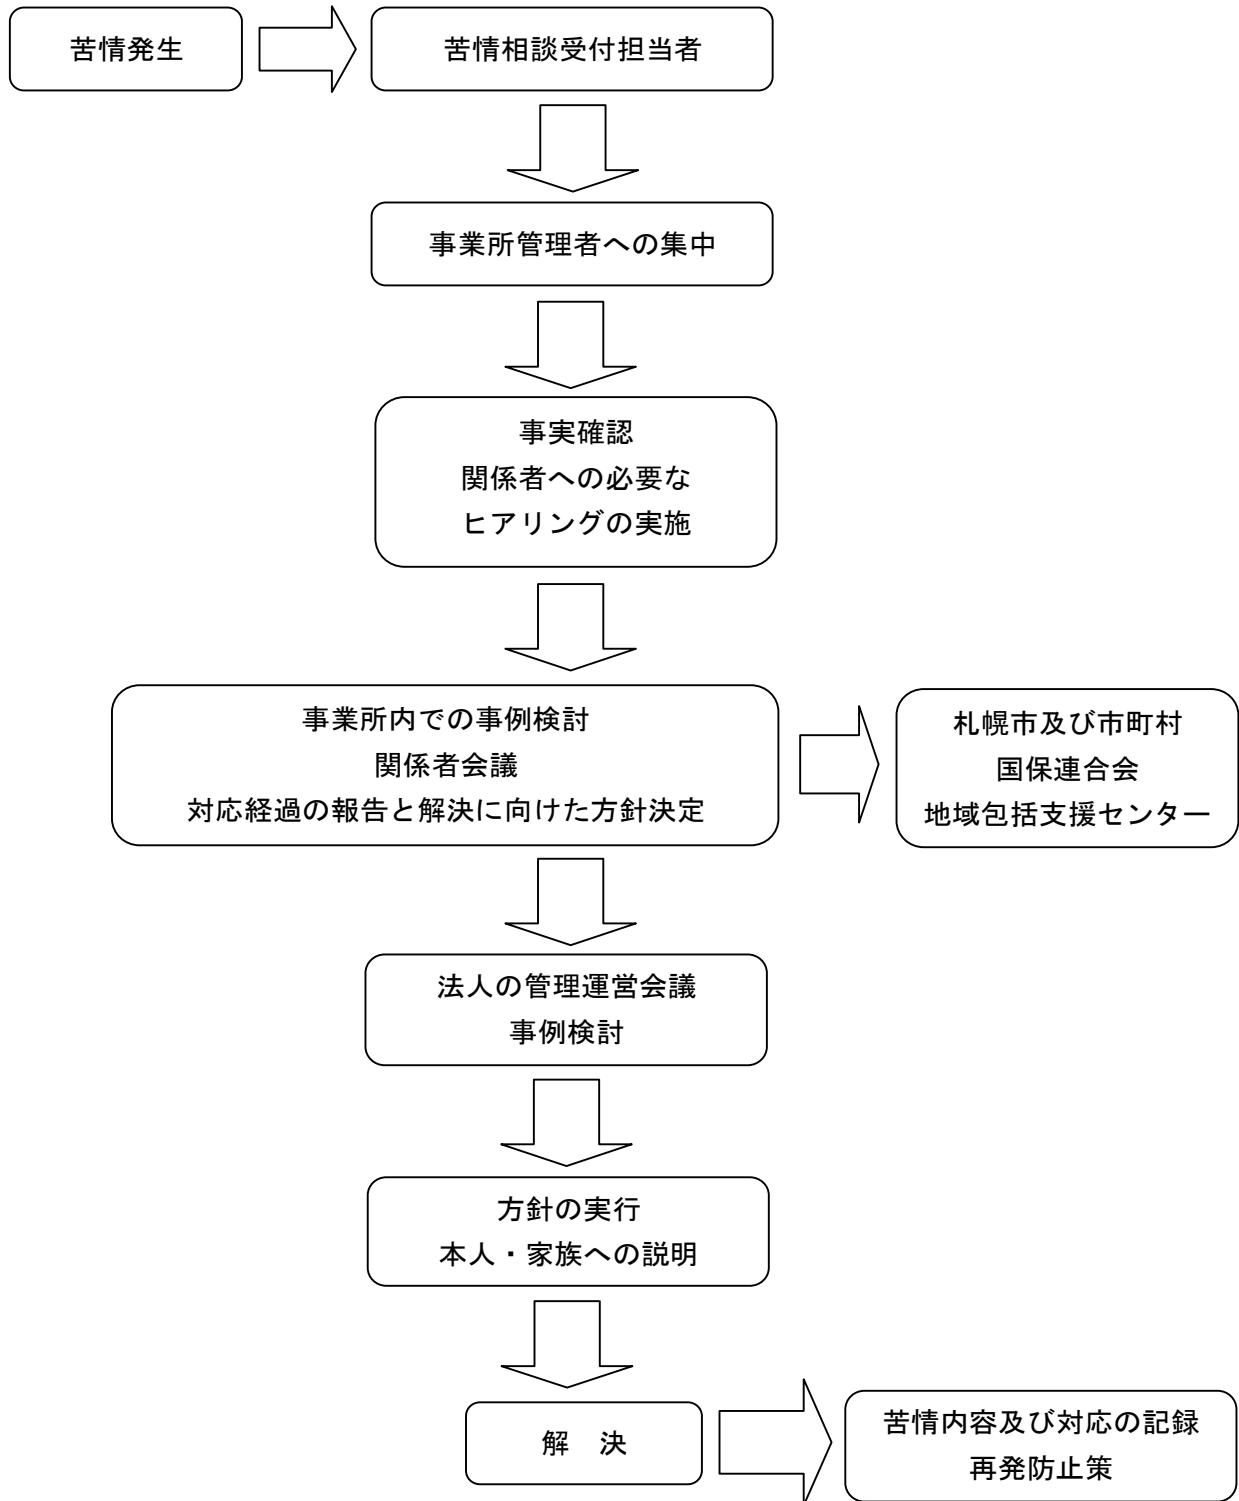 苦情発生
苦情相談受付担当者
事業所管理者への集中
事実確認
関係者への必要な
ヒアリングの実施
事業所内での事例検討
関係者会議
対応経過の報告と解決に向けた方針決定
札幌市及び市町村
国保連合会
地域包括支援センター
法人の管理運営会議
事例検討
方針の実行
本人・家族への説明
解　決
苦情内容及び対応の記録
再発防止策